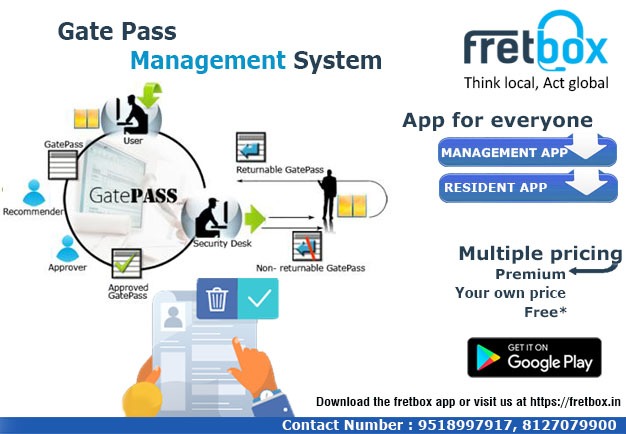 Gate Pass
Management System
fretbox
Think local, Act global
App for everyone
MANAGEMENT APP
RESIDENT APP
User
GatePass
Recommender
GatePASS
Approver
Approved
GatePass
Security Desk
Returnable GatePass
Non- returnable GatePass
Multiple pricing
Premium
Your own price
Free*
GET IT ON
Google Play
Download the fretbox app or visit us at https://fretbox.in
Contact Number : 9518997917, 8127079900